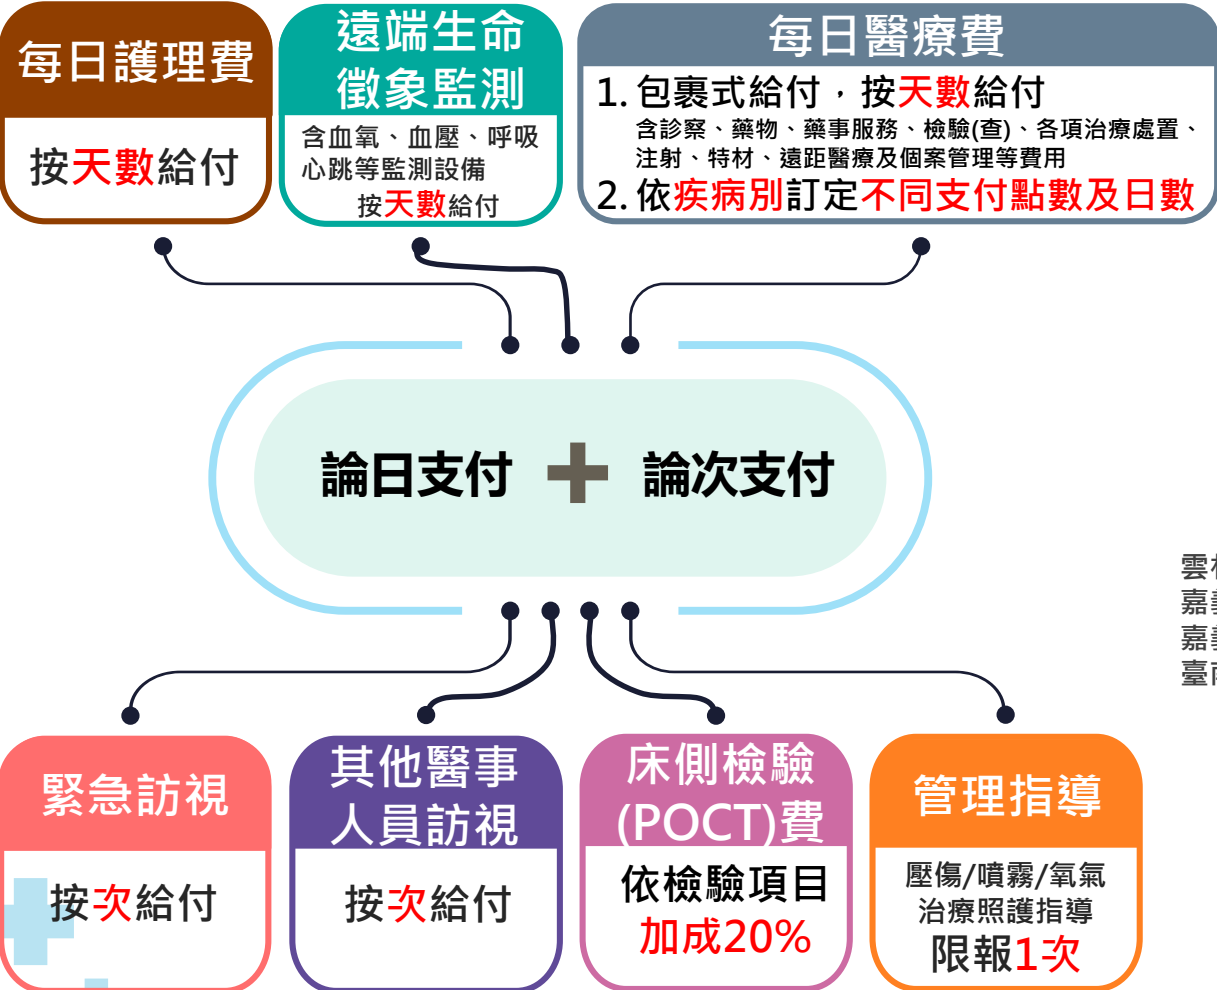 每日護理費
按天數給付
遠端生命
徵象監測
含血氧、血壓、呼吸
心跳等監測設備
按天數給付
每日醫療費
1. 包裹式給付，按天數給付
含診察、藥物、藥事服務、檢驗(查)、各項治療處置、
注射、特材、遠距醫療及個案管理等費用
2. 依疾病別訂定不同支付點數及日數
論日支付 + 論次支付
雲
嘉
嘉
臺
緊急訪視
按次給付
其他醫事
人員訪視
按次給付
床側檢驗
(POCT)費
依檢驗項目
加成20%
管理指導
壓傷/噴霧/氧氣
治療照護指導
限報1次